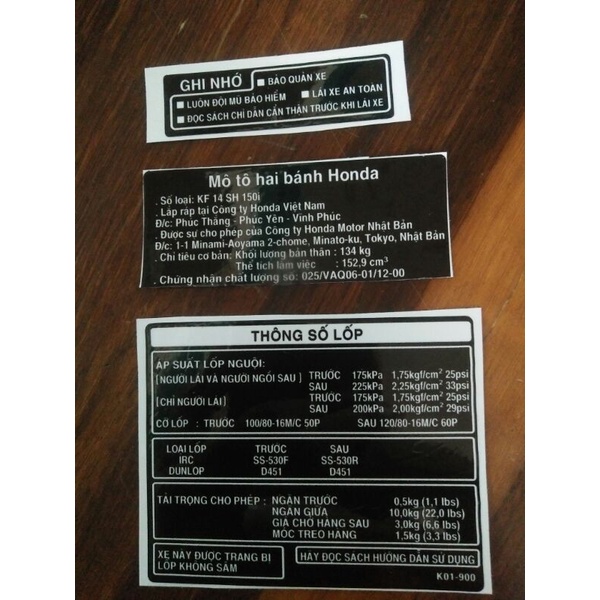 GHI NHỚ
BẢO QUẢN XE
LUÔN ĐỘI MŨ BẢO HIỂM
LÁI XE AN TOÀN
ĐỌC SÁCH CHỈ DẪN CẨN THẬN TRƯỚC KHI LÁI XE
Mô tô hai bánh Honda
. Số loại: KF 14 SH 150i
. Lắp ráp tại Công ty Honda Việt Nam
Đ/c: Phúc Thắng - Phúc Yên - Vĩnh Phúc
. Được sự cho phép của Công ty Honda Motor Nhật Bản
Đ/c: 1-1 Minami-Aoyama 2-chome, Minato-ku, Tokyo, Nhật Bản
. Chỉ tiêu cơ bản: Khối lượng bản thân : 134 kg
Thể tích làm việc : 152.9 cm³
. Chứng nhận chất lượng số: 025/VAQ06-01/12-00
THÔNG SỐ LỐP
ÁP SUẤT LỐP NGUỘI:
[NGƯỜI LÁI VÀ NGƯỜI NGỒI SAU] TRƯỚC 175kPa 1,75kgf/cm² 25psi
SAU 225kPa 2,25kgf/cm² 33psi
[CHỈ NGƯỜI LÁI] TRƯỚC 175kPa 1,75kgf/cm² 25psi
SAU 200kPa 2,00kgf/cm² 29psi
CỠ LỐP : TRƯỚC 100/80-16M/C 50P SAU 120/80-16M/C 60P
LOẠI LỐP TRƯỚC SAU
IRC SS-530F SS-530R
DUNLOP D451 D451
TẢI TRỌNG CHO PHÉP : NGĂN TRƯỚC 0.5kg (1,1 lbs)
NGĂN GIỮA 10,0kg (22,0 lbs)
GIÁ CHỞ HÀNG SAU 3,0kg (6,6 lbs)
MÓC TREO HÀNG 1,5kg (3,3 lbs)
XE NÀY ĐƯỢC TRANG BỊ
LỐP KHÔNG SĂM
HÃY ĐỌC SÁCH HƯỚNG DẪN SỬ DỤNG
K01-900